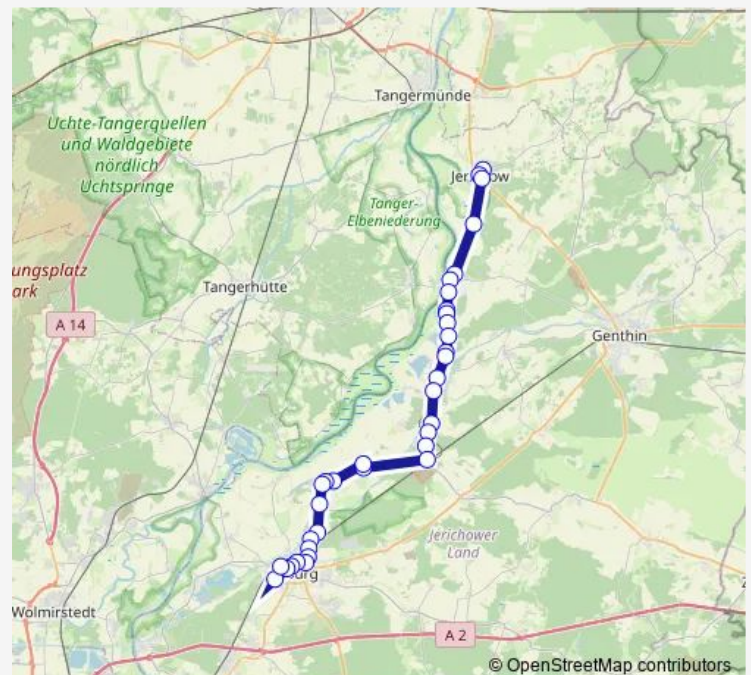 Tangermünde
Uchte-Tangerquellen
und Waldgebiete
nördlich
Uchtspringe
Tanger-
Elbeniederung
ungsplatz
ark
Tangerhütte
A 14
Genthin
Jerichower
Land
Wolmirstedt
A 2
© OpenStreetMap contributors